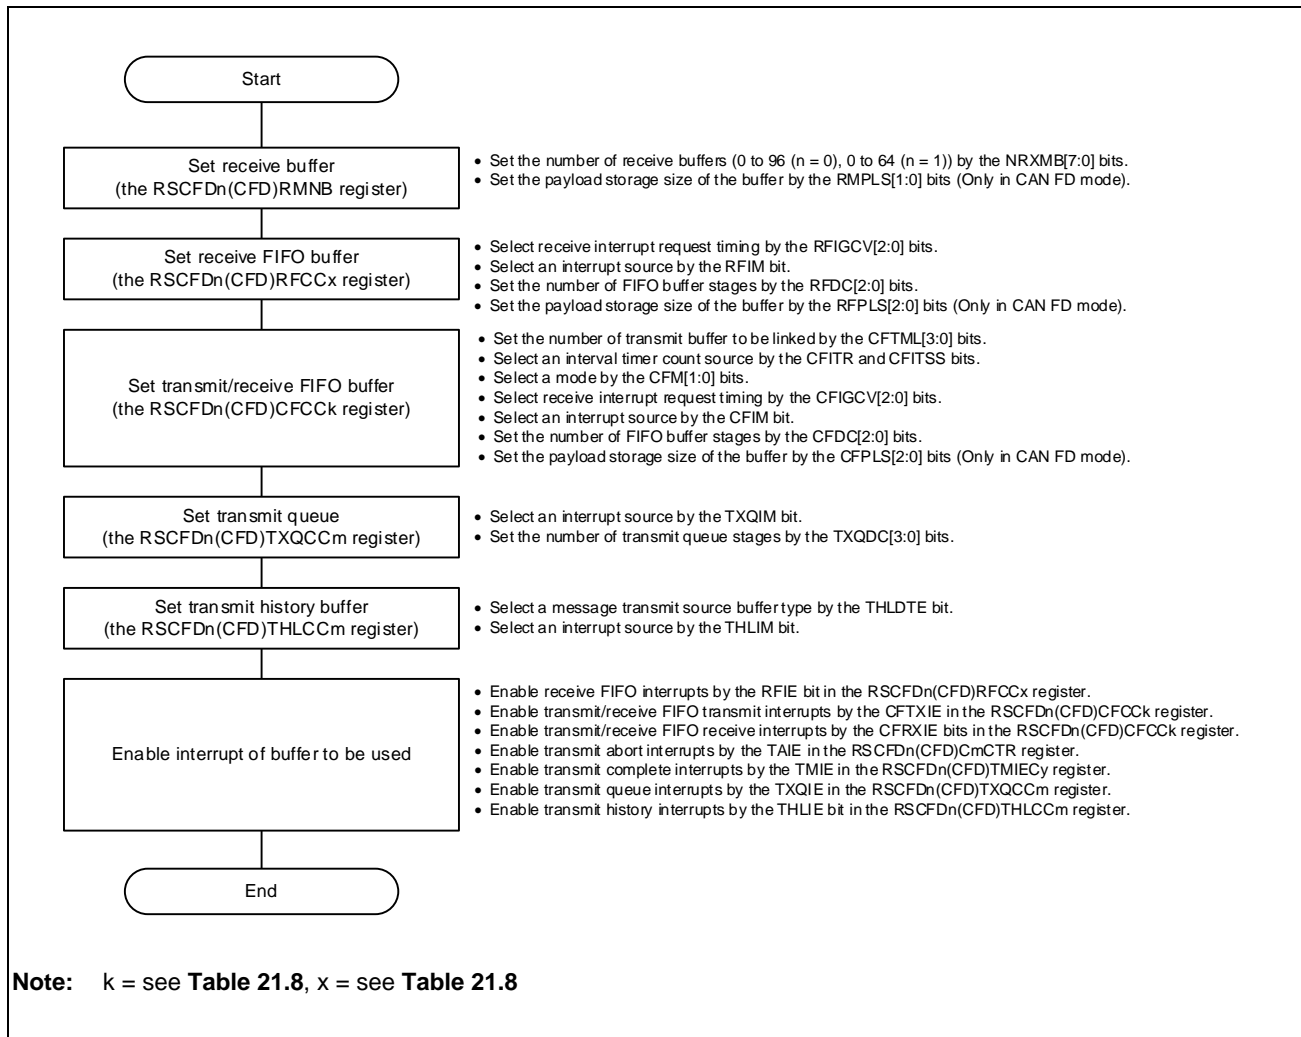 Start
Set receive buffer
(the RSCFDn(CFD)RMNB register)
• Set the number of receive buffers (0 to 96 (n = 0), 0 to 64 (n = 1)) by the NRXMB[7:0] bits.
• Set the payload storage size of the buffer by the RMPLS[1:0] bits (Only in CAN FD mode).
Set receive FIFO buffer
(the RSCFDn(CFD)RFCCx register)
• Select receive interrupt request timing by the RFIGCV[2:0] bits.
• Select an interrupt source by the RFIM bit.
• Set the number of FIFO buffer stages by the RFDC[2:0] bits.
• Set the payload storage size of the buffer by the RFPLS[2:0] bits (Only in CAN FD mode).
Set transmit/receive FIFO buffer
(the RSCFDn(CFD)CFCCk register)
• Set the number of transmit buffer to be linked by the CFTML[3:0] bits.
• Select an interval timer count source by the CFITR and CFITSS bits.
• Select a mode by the CFM[1:0] bits.
• Select receive interrupt request timing by the CFIGCV[2:0] bits.
• Select an interrupt source by the CFIM bit.
• Set the number of FIFO buffer stages by the CFDC[2:0] bits.
• Set the payload storage size of the buffer by the CFPLS[2:0] bits (Only in CAN FD mode).
Set transmit queue
(the RSCFDn(CFD)TXQCCm register)
• Select an interrupt source by the TXQIM bit.
• Set the number of transmit queue stages by the TXQDC[3:0] bits.
Set transmit history buffer
(the RSCFDn(CFD)THLCCm register)
• Select a message transmit source buffer type by the THLDTE bit.
• Select an interrupt source by the THLIM bit.
Enable interrupt of buffer to be used
• Enable receive FIFO interrupts by the RFIE bit in the RSCFDn(CFD)RFCCx register.
• Enable transmit/receive FIFO transmit interrupts by the CFTXIE in the RSCFDn(CFD)CFCCk register.
• Enable transmit/receive FIFO receive interrupts by the CFRXIE bits in the RSCFDn(CFD)CFCCk register.
• Enable transmit abort interrupts by the TAIE in the RSCFDn(CFD)CmCTR register.
• Enable transmit complete interrupts by the TMIE in the RSCFDn(CFD)TMIECy register.
• Enable transmit queue interrupts by the TXQIE in the RSCFDn(CFD)TXQCCm register.
• Enable transmit history interrupts by the THLIE bit in the RSCFDn(CFD)THLCCm register.
End
Note: k = see Table 21.8, x = see Table 21.8